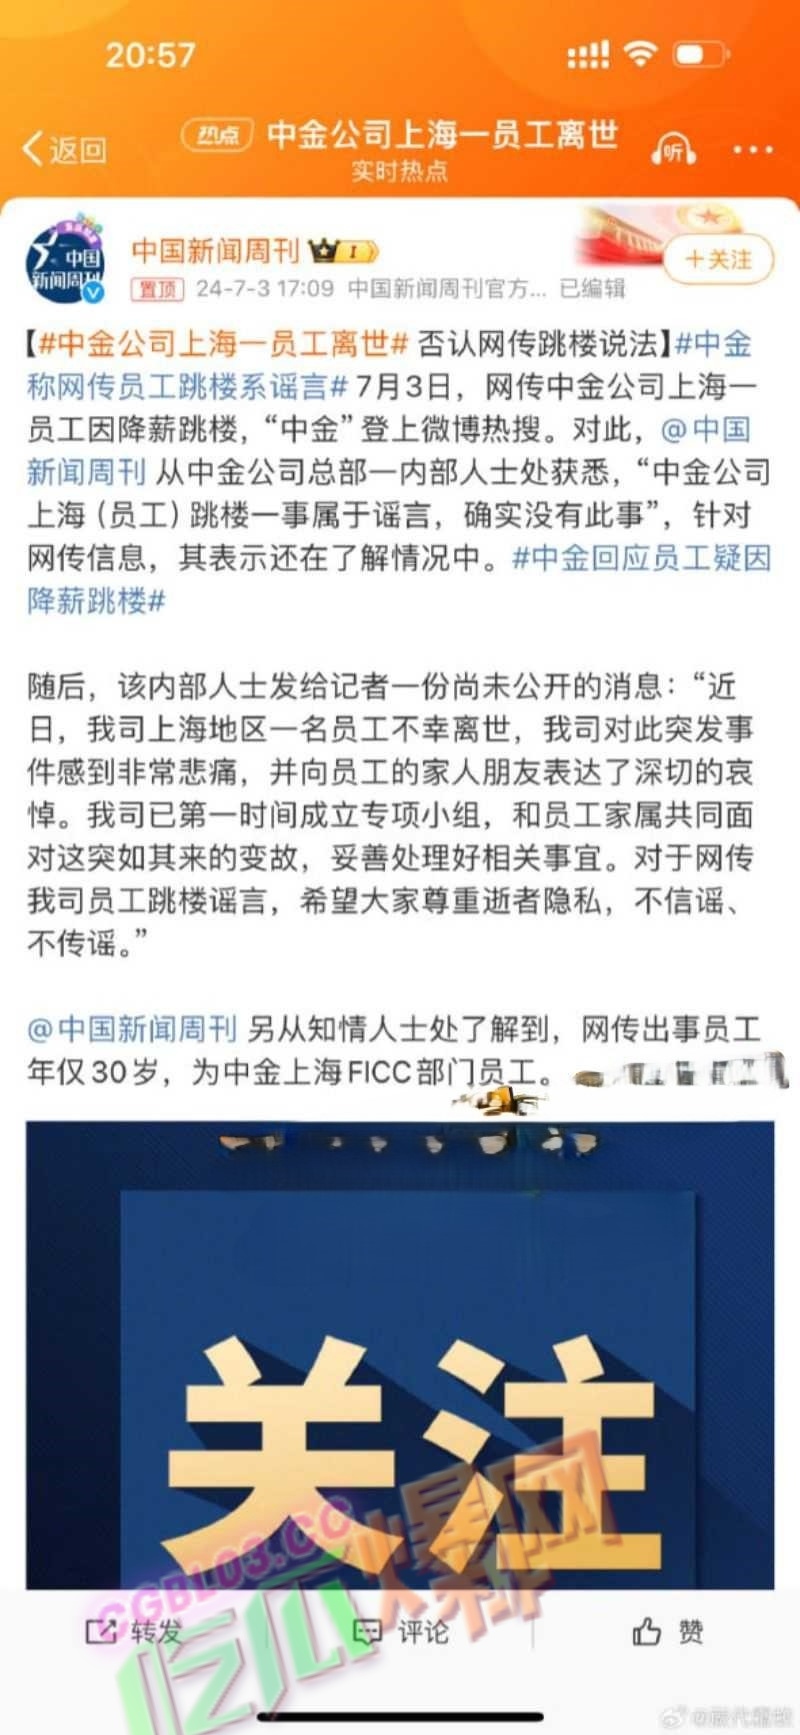 20:57
返回
热点 中金公司上海一员工离世
听
实时热点
中国新闻周刊
中国
新闻周刊
+关注
置顶 24-7-3 17:09 中国新闻周刊官方... 已编辑
【#中金公司上海一员工离世# 否认网传跳楼说法】#中金
称网传员工跳楼系谣言# 7月3日，网传中金公司上海一
员工因降薪跳楼，“中金”登上微博热搜。对此，@中国
新闻周刊 从中金公司总部一内部人士处获悉，“中金公司
上海（员工）跳楼一事属于谣言，确实没有此事”，针对
网传信息，其表示还在了解情况中。#中金回应员工疑因
降薪跳楼#
随后，该内部人士发给记者一份尚未公开的消息：“近
日，我司上海地区一名员工不幸离世，我司对此突发事
件感到非常悲痛，并向员工的家人朋友表达了深切的哀
悼。我司已第一时间成立专项小组，和员工家属共同面
对这突如其来的变故，妥善处理好相关事宜。对于网传
我司员工跳楼谣言，希望大家尊重逝者隐私，不信谣、
不传谣。”
@中国新闻周刊 另从知情人士处了解到，网传出事员工
年仅30岁，为中金上海FICC部门员工。
关注
CGBL03.CC
吃瓜爆料网
转发
评论
赞